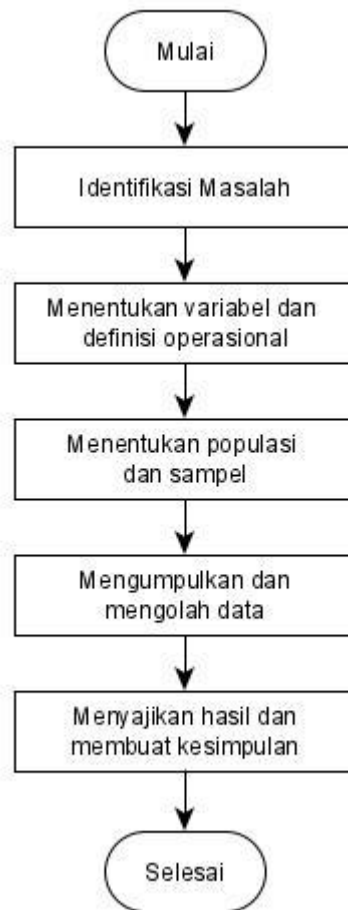 Mulai
Identifikasi Masalah
Menentukan variabel dan
definisi operasional
Menentukan populasi
dan sampel
Mengumpulkan dan
mengolah data
Menyajikan hasil dan
membuat kesimpulan
Selesai